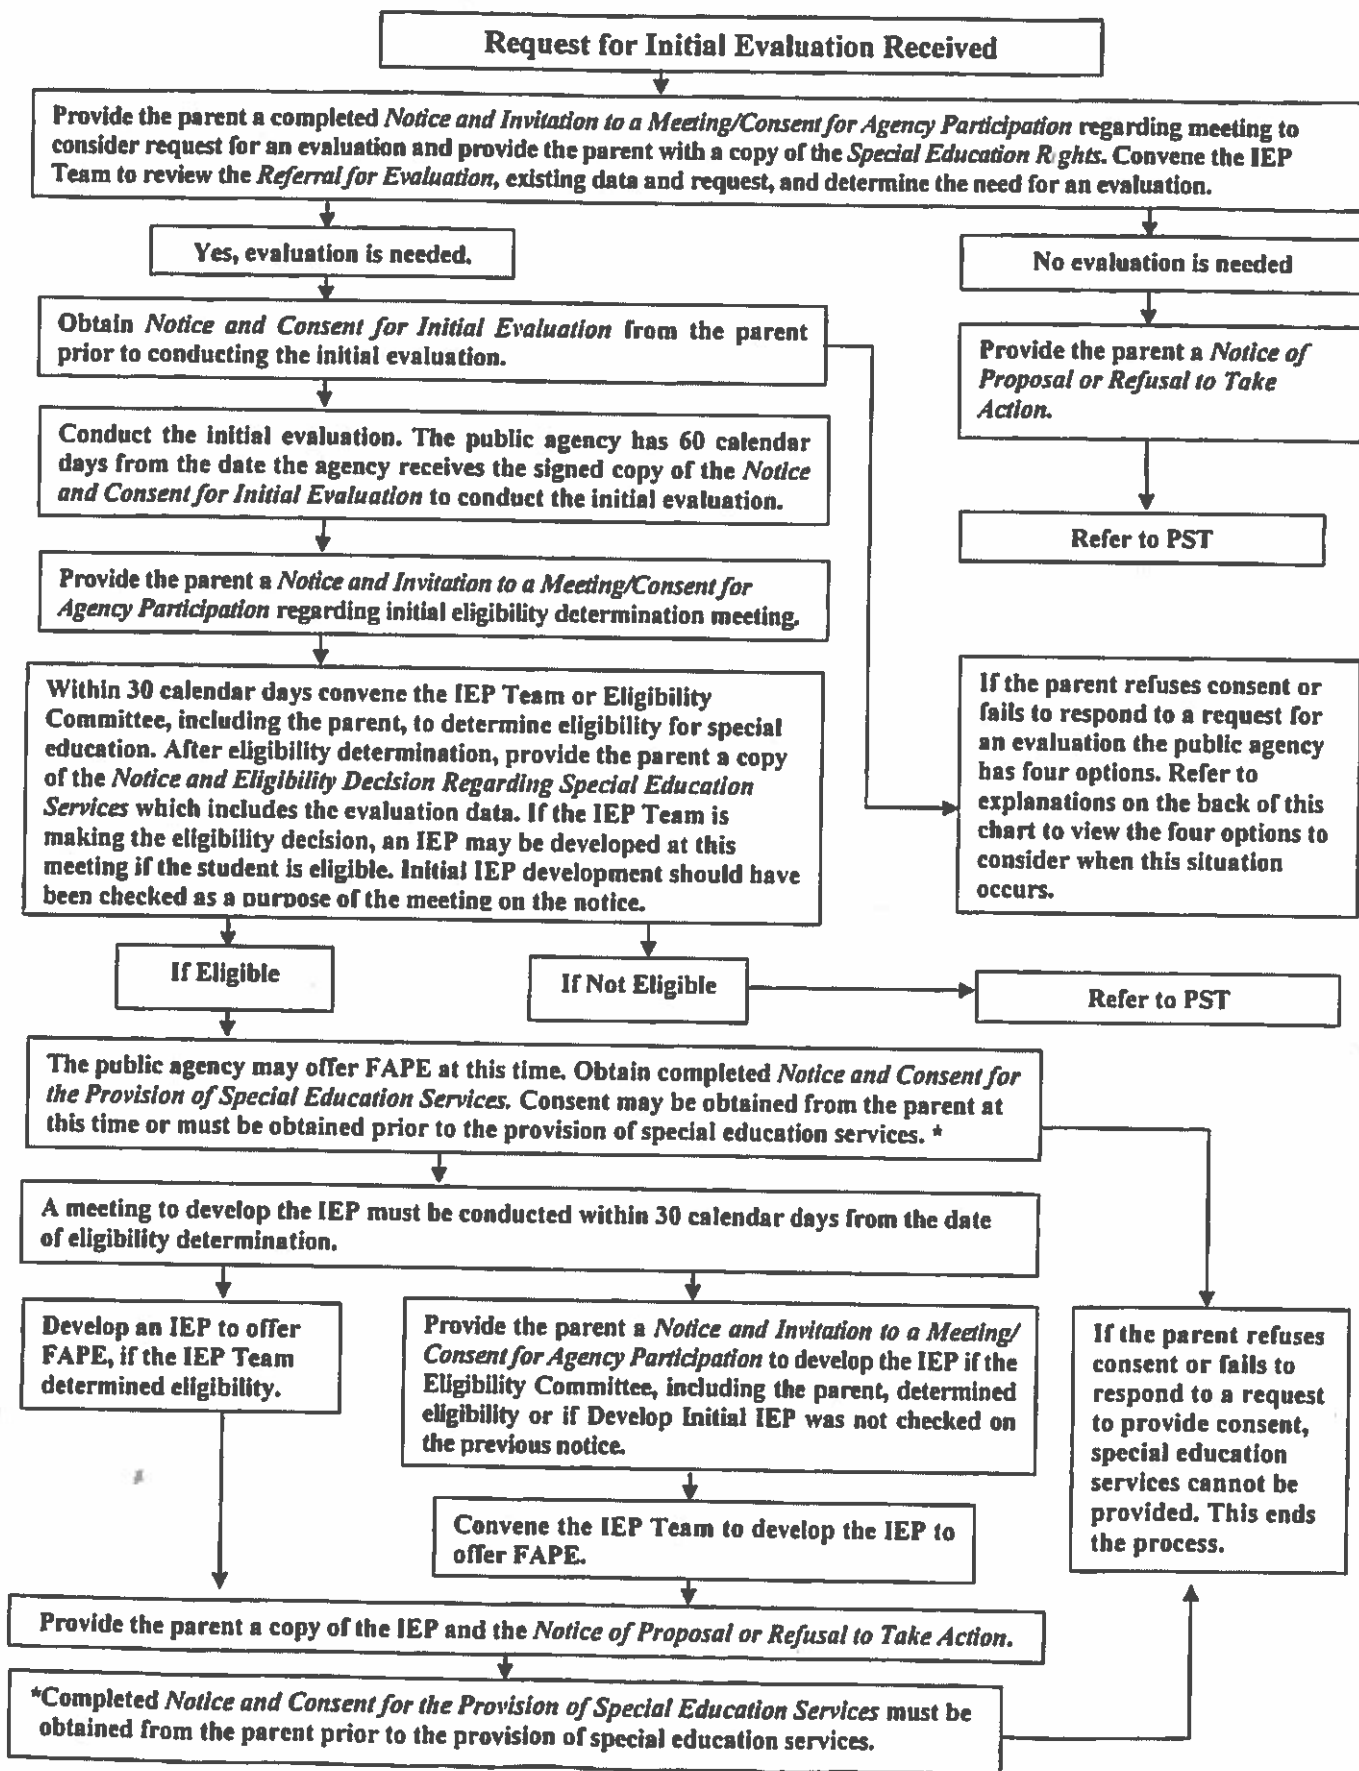 Request for Initial Evaluation Received
Provide the parent a completed Notice and Invitation to a Meeting/Consent for Agency Participation regarding meeting to
consider request for an evaluation and provide the parent with a copy of the Special Education Rights. Convene the IEP
Team to review the Referral for Evaluation, existing data and request, and determine the need for an evaluation.
Yes, evaluation is needed.
No evaluation is needed
Obtain Notice and Consent for Initial Evaluation from the parent
prior to conducting the initial evaluation.
Provide the parent a Notice of
Proposal or Refusal to Take
Action.
Conduct the initial evaluation. The public agency has 60 calendar
days from the date the agency receives the signed copy of the Notice
and Consent for Initial Evaluation to conduct the initial evaluation.
Refer to PST
Provide the parent a Notice and Invitation to a Meeting/Consent for
Agency Participation regarding initial eligibility determination meeting.
Within 30 calendar days convene the IEP Team or Eligibility
Committee, including the parent, to determine eligibility for special
education. After eligibility determination, provide the parent a copy
of the Notice and Eligibility Decision Regarding Special Education
Services which includes the evaluation data. If the IEP Team is
making the eligibility decision, an IEP may be developed at this
meeting if the student is eligible. Initial IEP development should have
been checked as a purpose of the meeting on the notice.
If the parent refuses consent or
fails to respond to a request for
an evaluation the public agency
has four options. Refer to
explanations on the back of this
chart to view the four options to
consider when this situation
occurs.
If Eligible
If Not Eligible
Refer to PST
The public agency may offer FAPE at this time. Obtain completed Notice and Consent for
the Provision of Special Education Services. Consent may be obtained from the parent at
this time or must be obtained prior to the provision of special education services. *
A meeting to develop the IEP must be conducted within 30 calendar days from the date
of eligibility determination.
Develop an IEP to offer
FAPE, if the IEP Team
determined eligibility.
Provide the parent a Notice and Invitation to a Meeting/
Consent for Agency Participation to develop the IEP if the
Eligibility Committee, including the parent, determined
eligibility or if Develop Initial IEP was not checked on
the previous notice.
If the parent refuses
consent or fails to
respond to a request
to provide consent,
special education
services cannot be
provided. This ends
the process.
Convene the IEP Team to develop the IEP to
offer FAPE.
Provide the parent a copy of the IEP and the Notice of Proposal or Refusal to Take Action.
*Completed Notice and Consent for the Provision of Special Education Services must be
obtained from the parent prior to the provision of special education services.